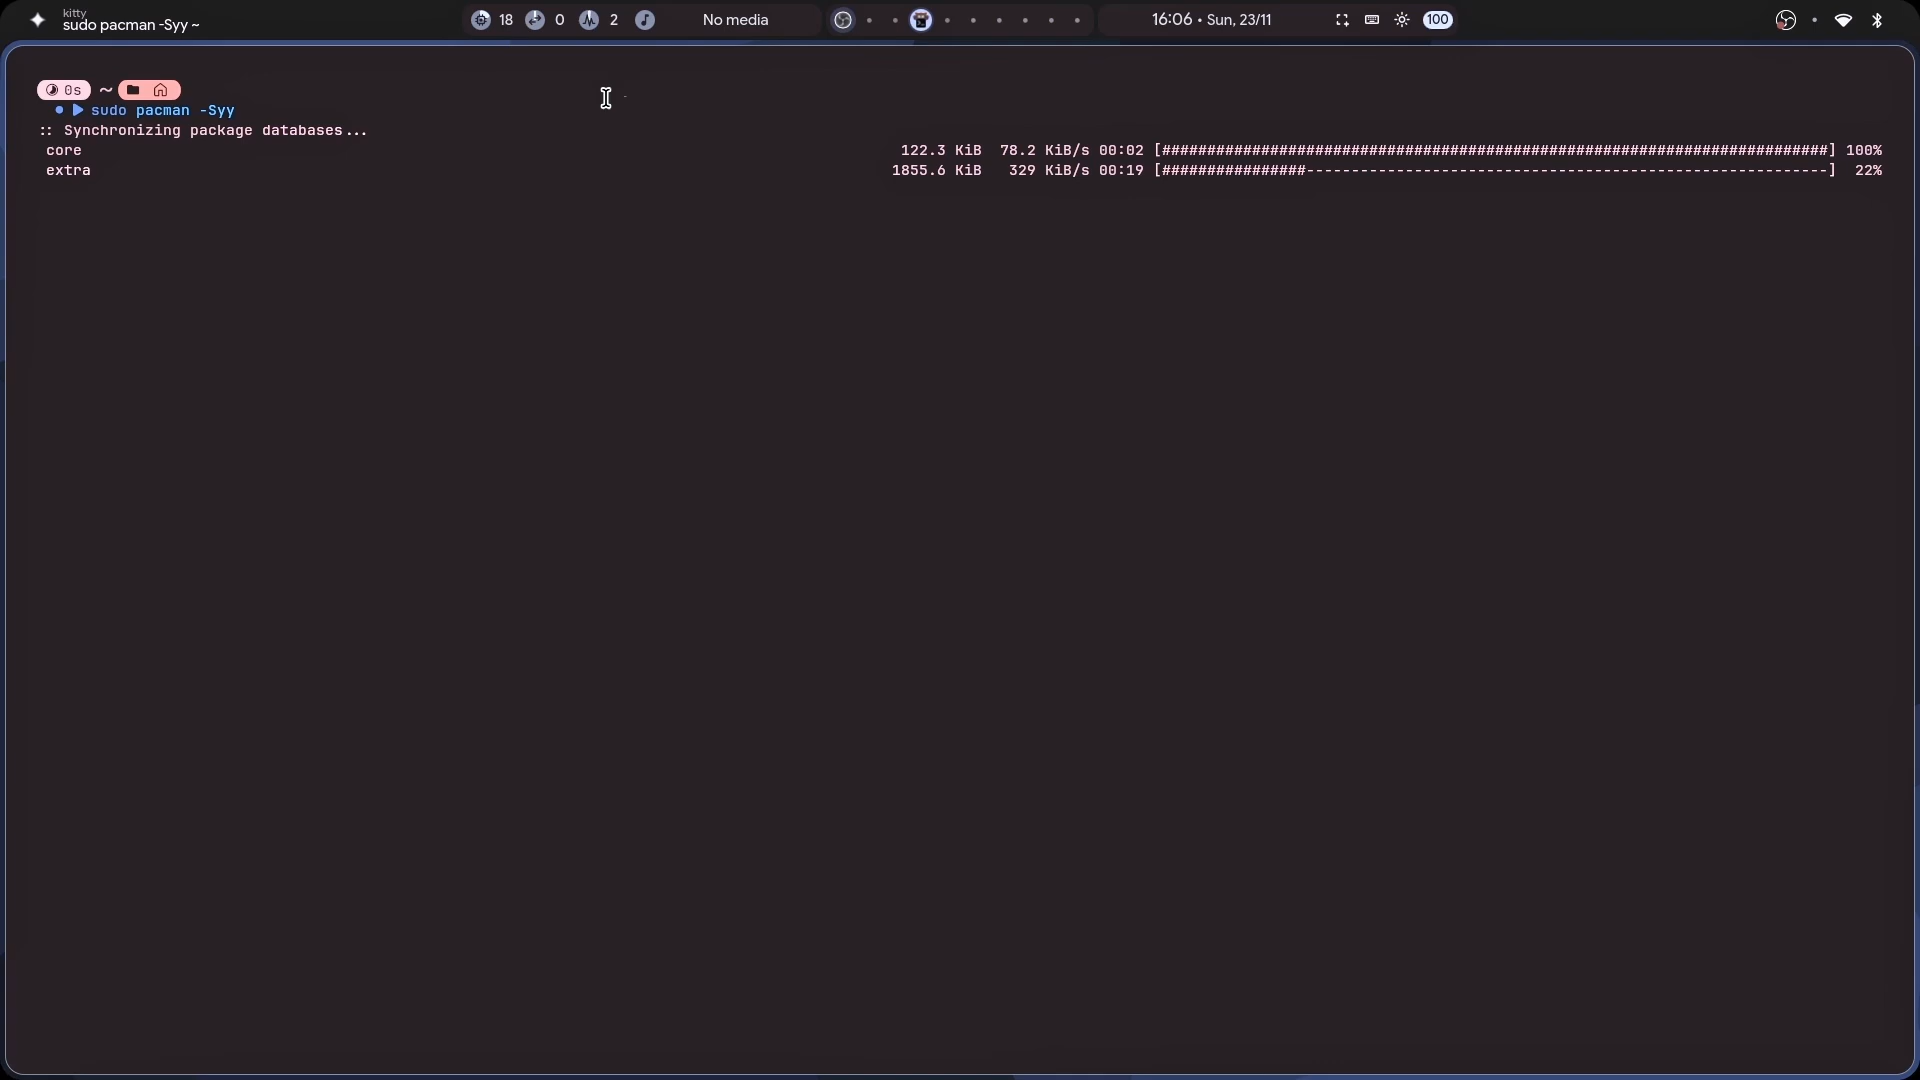 kitty
sudo pacman -Syy ~
18 0 2 No media 16:06 • Sun, 23/11 100
0s ~
sudo pacman -Syy
:: Synchronizing package databases...
core 122.3 KiB 78.2 KiB/s 00:02 [##########################################################################] 100%
extra 1855.6 KiB 329 KiB/s 00:19 [################----------------------------------------------------------] 22%